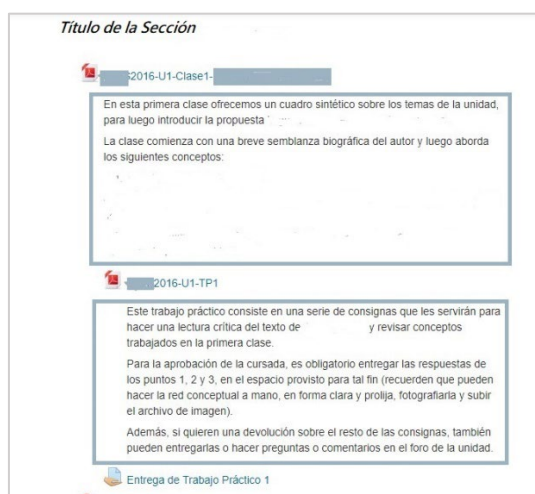 Título de la Sección
2016-U1-Clase1-
En esta primera clase ofrecemos un cuadro sintético sobre los temas de la unidad,
para luego introducir la propuesta
La clase comienza con una breve semblanza biográfica del autor y luego aborda
los siguientes conceptos:
2016-U1-TP1
Este trabajo práctico consiste en una serie de consignas que les servirán para
hacer una lectura crítica del texto de y revisar conceptos
trabajados en la primera clase.
Para la aprobación de la cursada, es obligatorio entregar las respuestas de
los puntos 1, 2 y 3, en el espacio provisto para tal fin (recuerden que pueden
hacer la red conceptual a mano, en forma clara y prolija, fotografiarla y subir
el archivo de imagen).
Además, si quieren una devolución sobre el resto de las consignas, también
pueden entregarlas o hacer preguntas o comentarios en el foro de la unidad.
Entrega de Trabajo Práctico 1